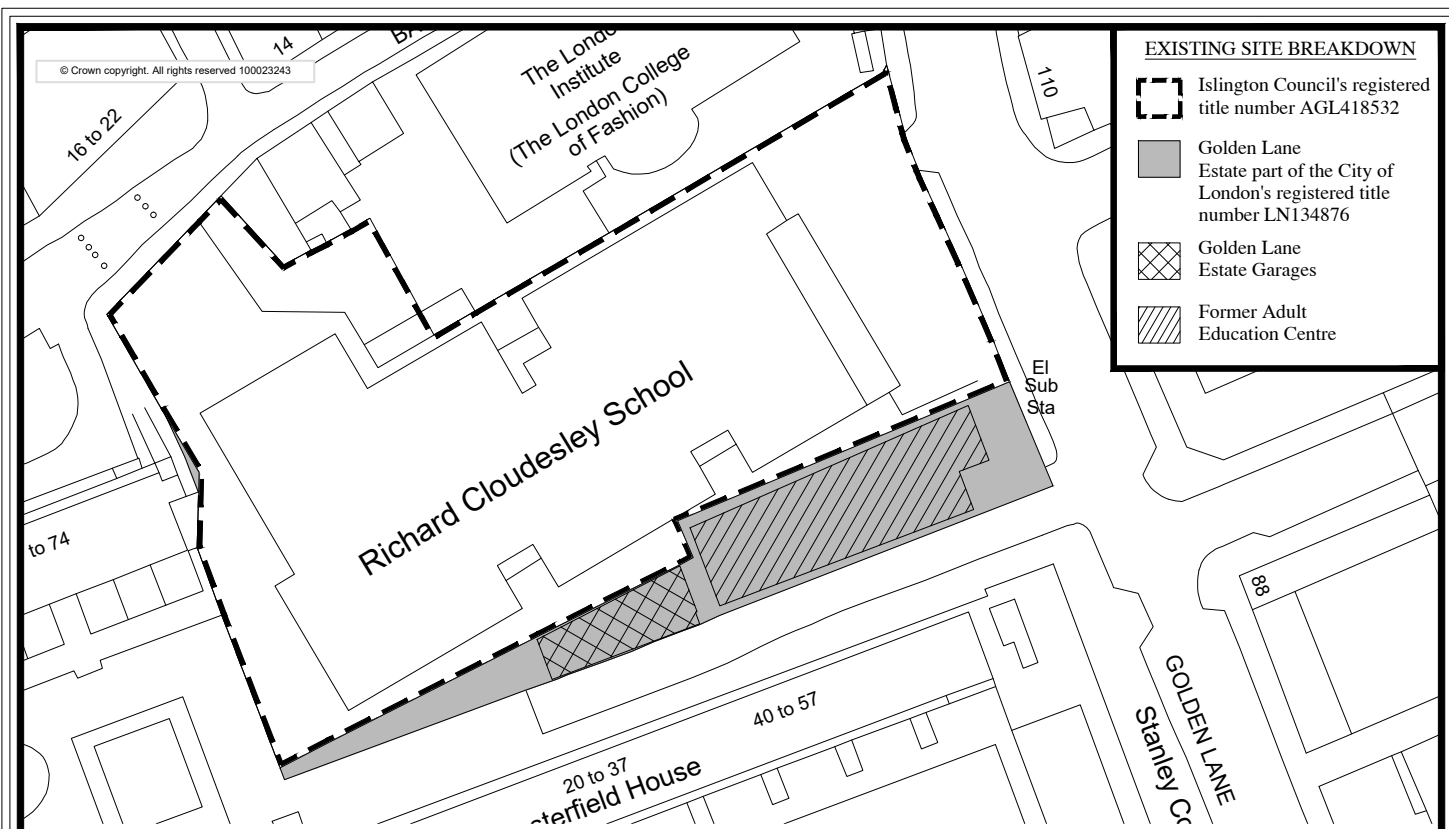 © Crown copyright. All rights reserved 100023243
14
16 to 22
The London
Institute
(The London College
of Fashion)
110
EXISTING SITE BREAKDOWN
Islington Council's registered
title number AGL418532
Golden Lane
Estate part of the City of
London's registered title
number LN134876
Golden Lane
Estate Garages
Former Adult
Education Centre
El
Sub
Sta
Richard Cloudesley School
to 74
88
40 to 57
20 to 37
sterfield House
GOLDEN LANE
Stanley Co